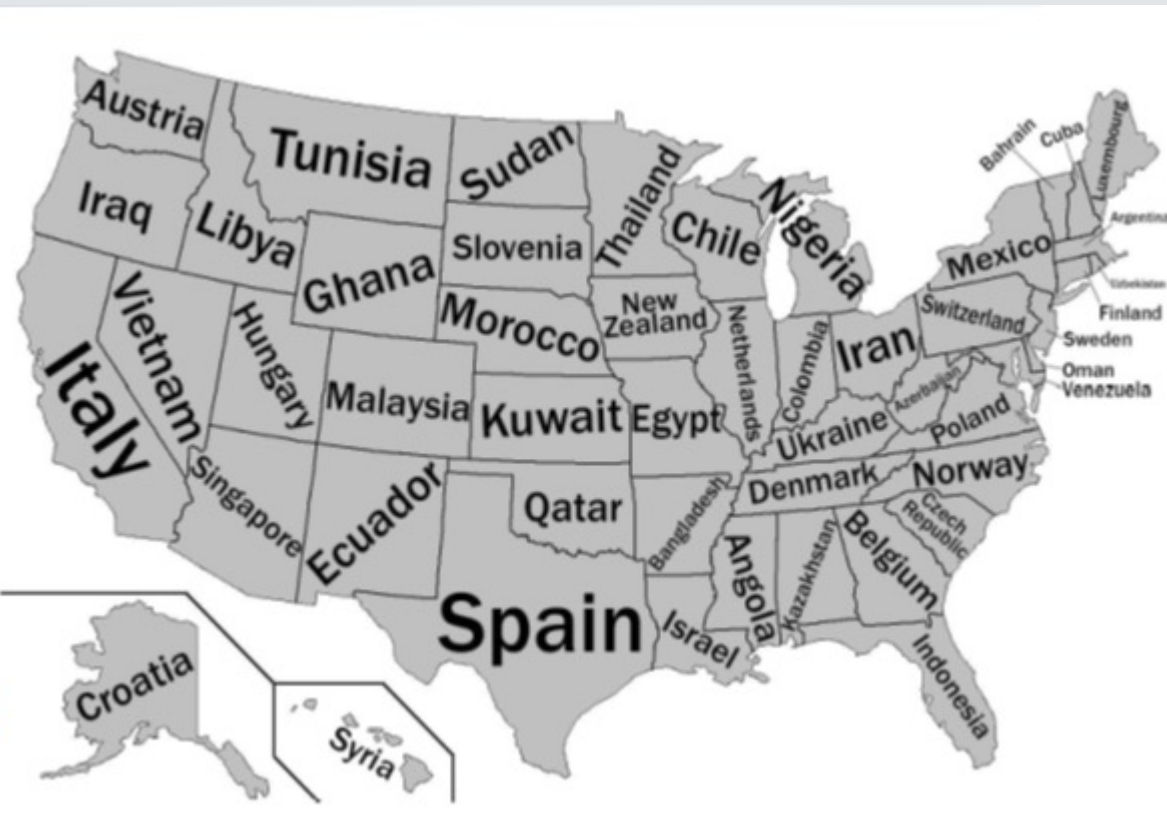 Austria
Tunisia
Sudan
Thailand
Bahrain
Cuba
Luxembourg
Iraq
Libya
Ghana
Slovenia
Chile
Nigeria
Mexico
Argentina
Uzbekistan
Finland
Sweden
Oman
Venezuela
Italy
Vietnam
Hungary
Malaysia
Morocco
New
Zealand
Netherlands
Colombia
Iran
Switzerland
Azerbaijan
Poland
Kuwait
Egypt
Ukraine
Denmark
Norway
Singapore
Ecuador
Qatar
Bangladesh
Angola
Kazakhstan
Belgium
Czech
Republic
Spain
Israel
Indonesia
Croatia
Syria